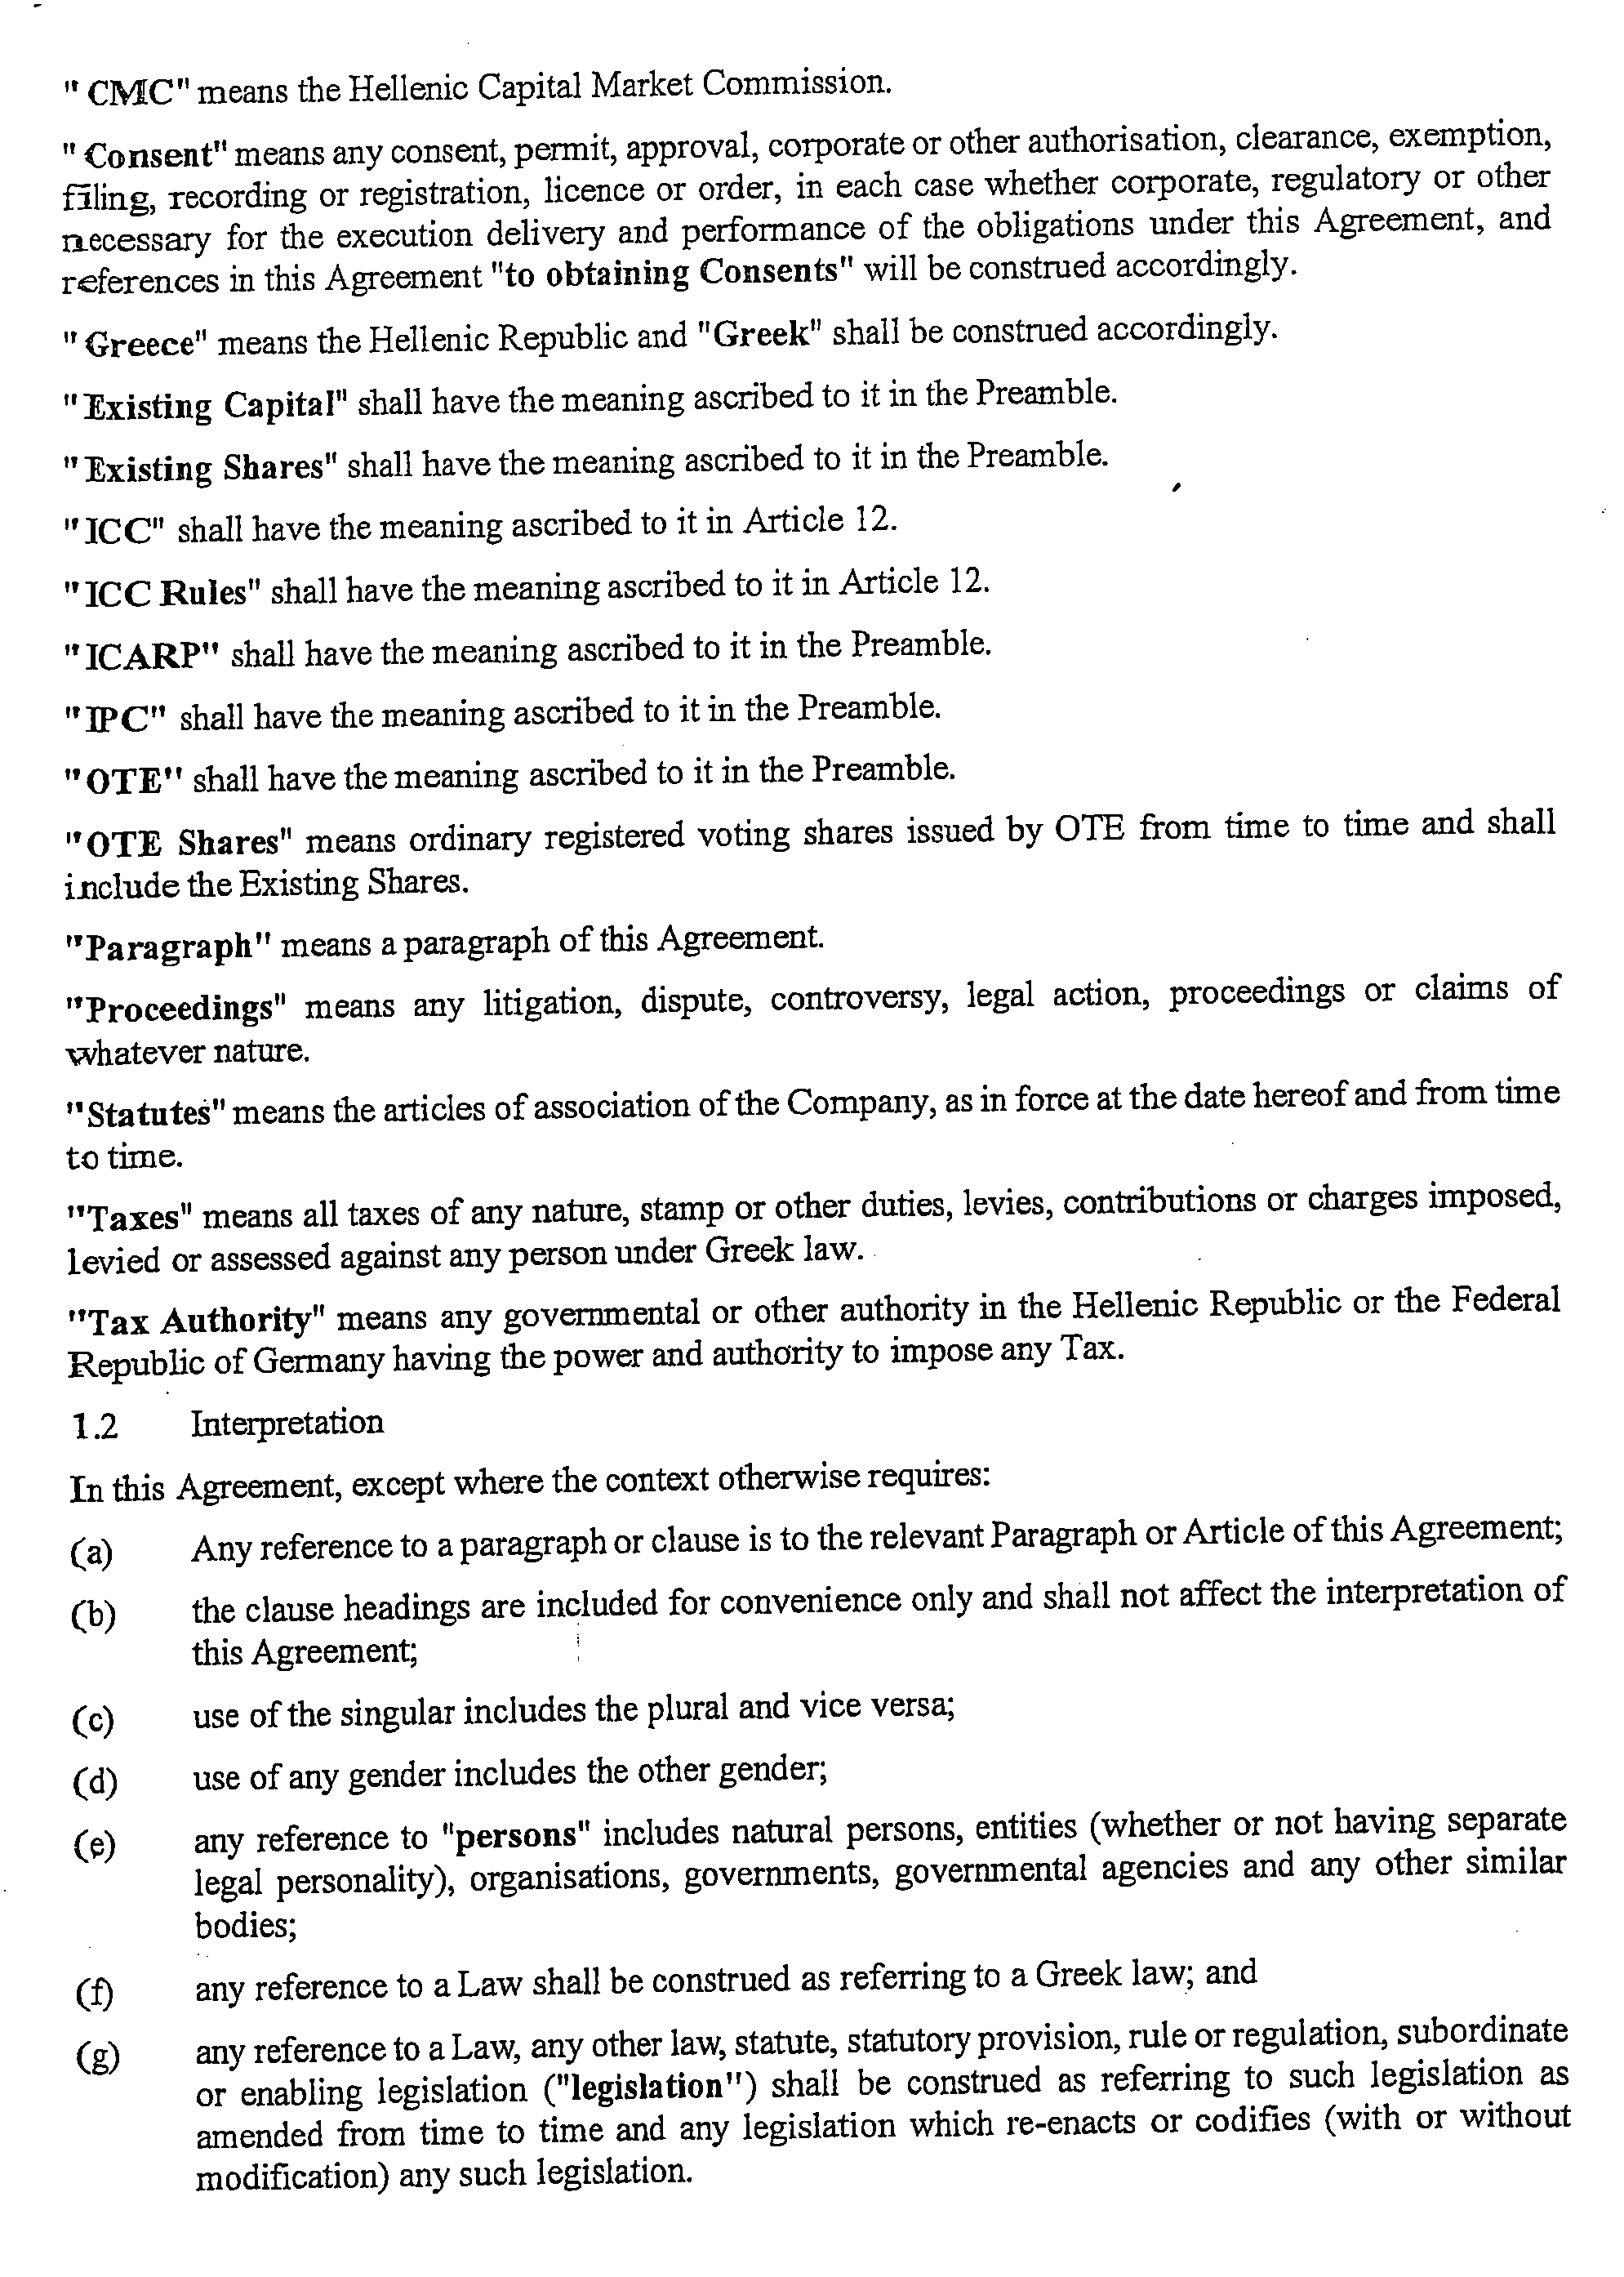 "CMC" means the Hellenic Capital Market Commission.
"Consent" means any consent, permit, approval, corporate or other authorisation, clearance, exemption,
filing, recording or registration, licence or order, in each case whether corporate, regulatory or other
necessary for the execution delivery and performance of the obligations under this Agreement, and
references in this Agreement "to obtaining Consents" will be construed accordingly.
"Greece" means the Hellenic Republic and "Greek" shall be construed accordingly.
"Existing Capital" shall have the meaning ascribed to it in the Preamble.
"Existing Shares" shall have the meaning ascribed to it in the Preamble.
"ICC" shall have the meaning ascribed to it in Article 12.
"ICC Rules" shall have the meaning ascribed to it in Article 12.
"ICARP" shall have the meaning ascribed to it in the Preamble.
"IPC" shall have the meaning ascribed to it in the Preamble.
"OTE" shall have the meaning ascribed to it in the Preamble.
"OTE Shares" means ordinary registered voting shares issued by OTE from time to time and shall
include the Existing Shares.
"Paragraph" means a paragraph of this Agreement.
"Proceedings" means any litigation, dispute, controversy, legal action, proceedings or claims of
whatever nature.
"Statutes" means the articles of association of the Company, as in force at the date hereof and from time
to time.
"Taxes" means all taxes of any nature, stamp or other duties, levies, contributions or charges imposed,
levied or assessed against any person under Greek law.
"Tax Authority" means any governmental or other authority in the Hellenic Republic or the Federal
Republic of Germany having the power and authority to impose any Tax.
1.2 Interpretation
In this Agreement, except where the context otherwise requires:
(a) Any reference to a paragraph or clause is to the relevant Paragraph or Article of this Agreement;
(b) the clause headings are included for convenience only and shall not affect the interpretation of
this Agreement;
(c) use of the singular includes the plural and vice versa;
(d) use of any gender includes the other gender;
(e) any reference to "persons" includes natural persons, entities (whether or not having separate
legal personality), organisations, governments, governmental agencies and any other similar
bodies;
(f) any reference to a Law shall be construed as referring to a Greek law; and
(g) any reference to a Law, any other law, statute, statutory provision, rule or regulation, subordinate
or enabling legislation ("legislation") shall be construed as referring to such legislation as
amended from time to time and any legislation which re-enacts or codifies (with or without
modification) any such legislation.